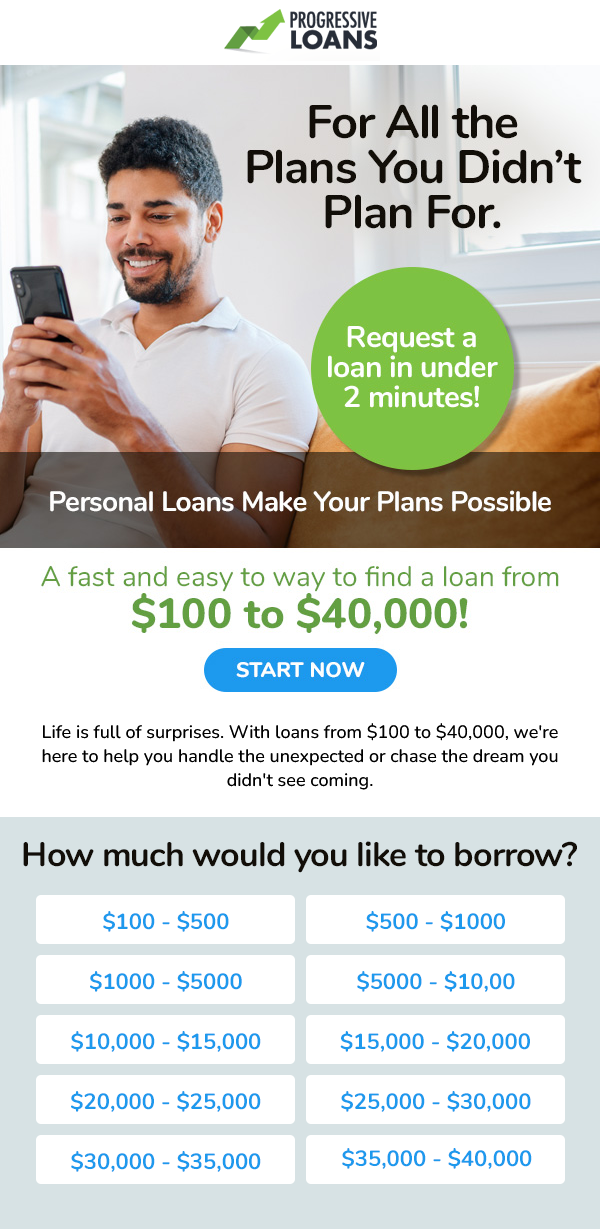 PROGRESSIVE
LOANS
For All the
Plans You Didn't
Plan For.
Request a
loan in under
2 minutes!
Personal Loans Make Your Plans Possible
A fast and easy to way to find a loan from
$100 to $40,000!
START NOW
Life is full of surprises. With loans from $100 to $40,000, we're
here to help you handle the unexpected or chase the dream you
didn't see coming.
How much would you like to borrow?
$100 - $500
$500 - $1000
$1000 - $5000
$5000 - $10,00
$10,000 - $15,000
$15,000 - $20,000
$20,000 - $25,000
$25,000 - $30,000
$30,000 - $35,000
$35,000 - $40,000